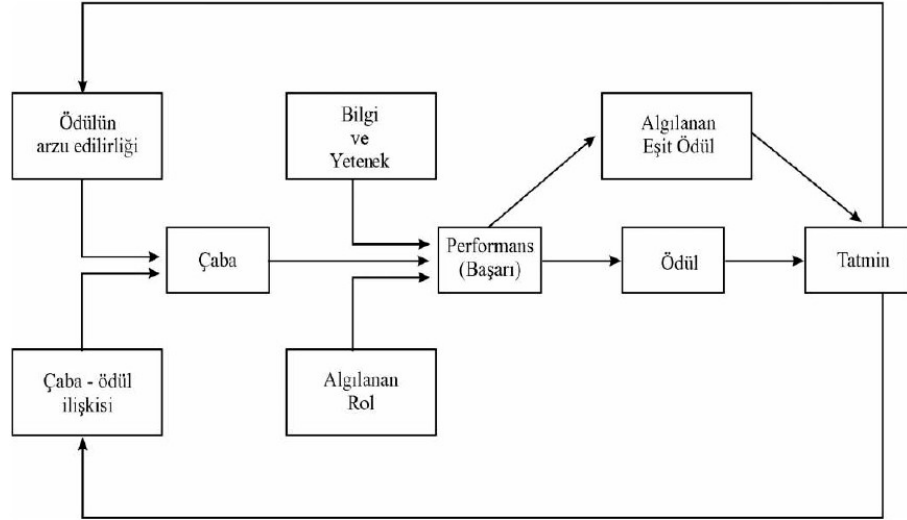 Ödülün
arzu edilirliği
Bilgi
ve
Yetenek
Algılanan
Eşit Ödül
Çaba
Performans
(Başarı)
Ödül
Tatmin
Çaba - ödül
ilişkisi
Algılanan
Rol